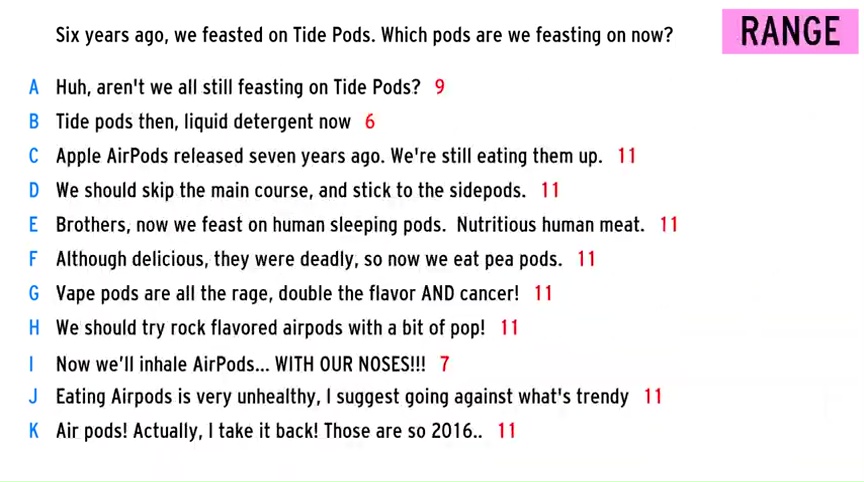 Six years ago, we feasted on Tide Pods. Which pods are we feasting on now?
RANGE
A Huh, aren't we all still feasting on Tide Pods? 9
B Tide pods then, liquid detergent now 6
C Apple AirPods released seven years ago. We're still eating them up. 11
D We should skip the main course, and stick to the sidepods. 11
E Brothers, now we feast on human sleeping pods. Nutritious human meat. 11
F Although delicious, they were deadly, so now we eat pea pods. 11
G Vape pods are all the rage, double the flavor AND cancer! 11
H We should try rock flavored airpods with a bit of pop! 11
I Now we'll inhale AirPods... WITH OUR NOSES!!! 7
J Eating Airpods is very unhealthy, I suggest going against what's trendy 11
K Air pods! Actually, I take it back! Those are so 2016.. 11